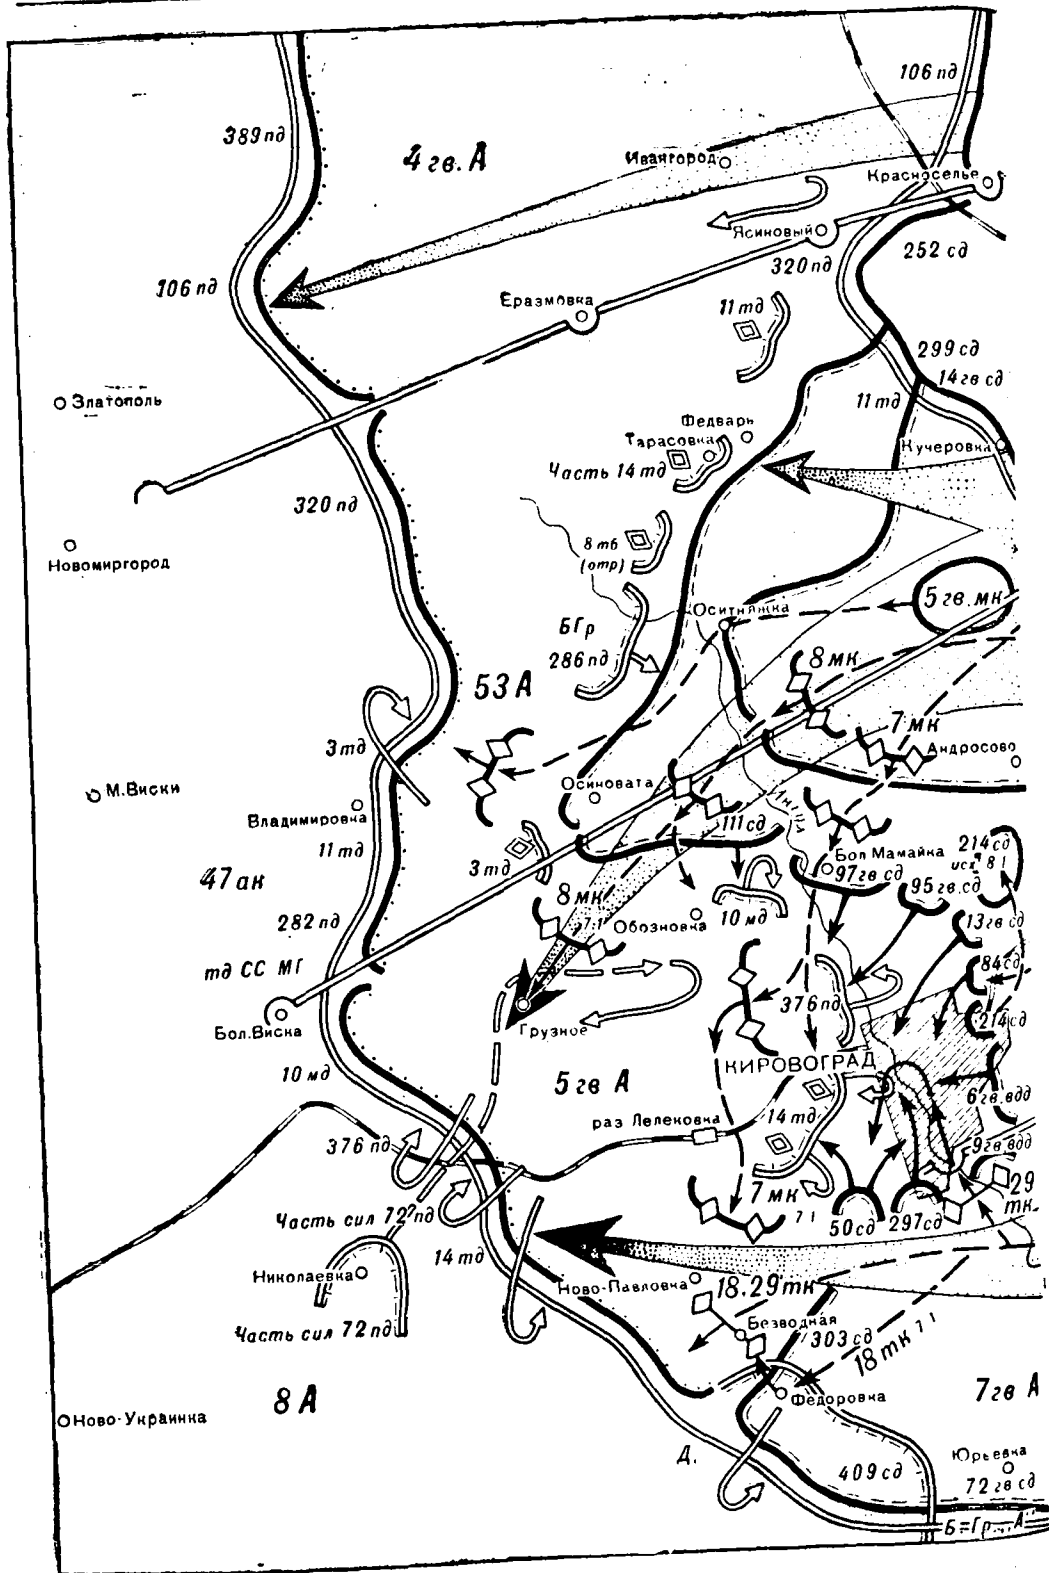 106 пд
389 пд
4 гв. А
Ивангород
Красноселье
Ясиновый
252 сд
320 пд
106 пд
Еразмовка
11 тд
299 сд
14 гв сд
11 тд
Златополь
Федварь
Тарасовка
Кучеровка
Часть 14 тд
320 пд
8 тб
(отр)
Новомиргород
5 гв. мк
Оситняжка
БГр
286 пд
8 мк
53 А
7 мк
3 тд
Андросово
М. Виски
Осиновата
Владимировка
111 сд
11 тд
214 сд
Бол Мамайка
97 гв сд
3 тд
95 гв. сд
47 ак
8 мк
7.1
10 мд
13 гв сд
282 пд
Обозновка
84 сд
тд СС МГ
376 пд
214 сд
Бол. Виска
Грузное
КИРОВОГРАД
10 мд
5 гв А
6 гв. вдд
раз Лелековка
14 тд
376 пд
9 гв. вдд
7 мк
7 1
29
тк
Часть сил 72 пд
50 сд
297 сд
14 тд
Николаевка
Ново-Павловка
18. 29 тк
Безводная
Часть сил 72 пд
303 сд
18 тк 7 1
8 А
Федоровка
7 гв А
Ново-Украинка
Д.
Юрьевка
409 сд
72 гв сд
Б=Гр....А